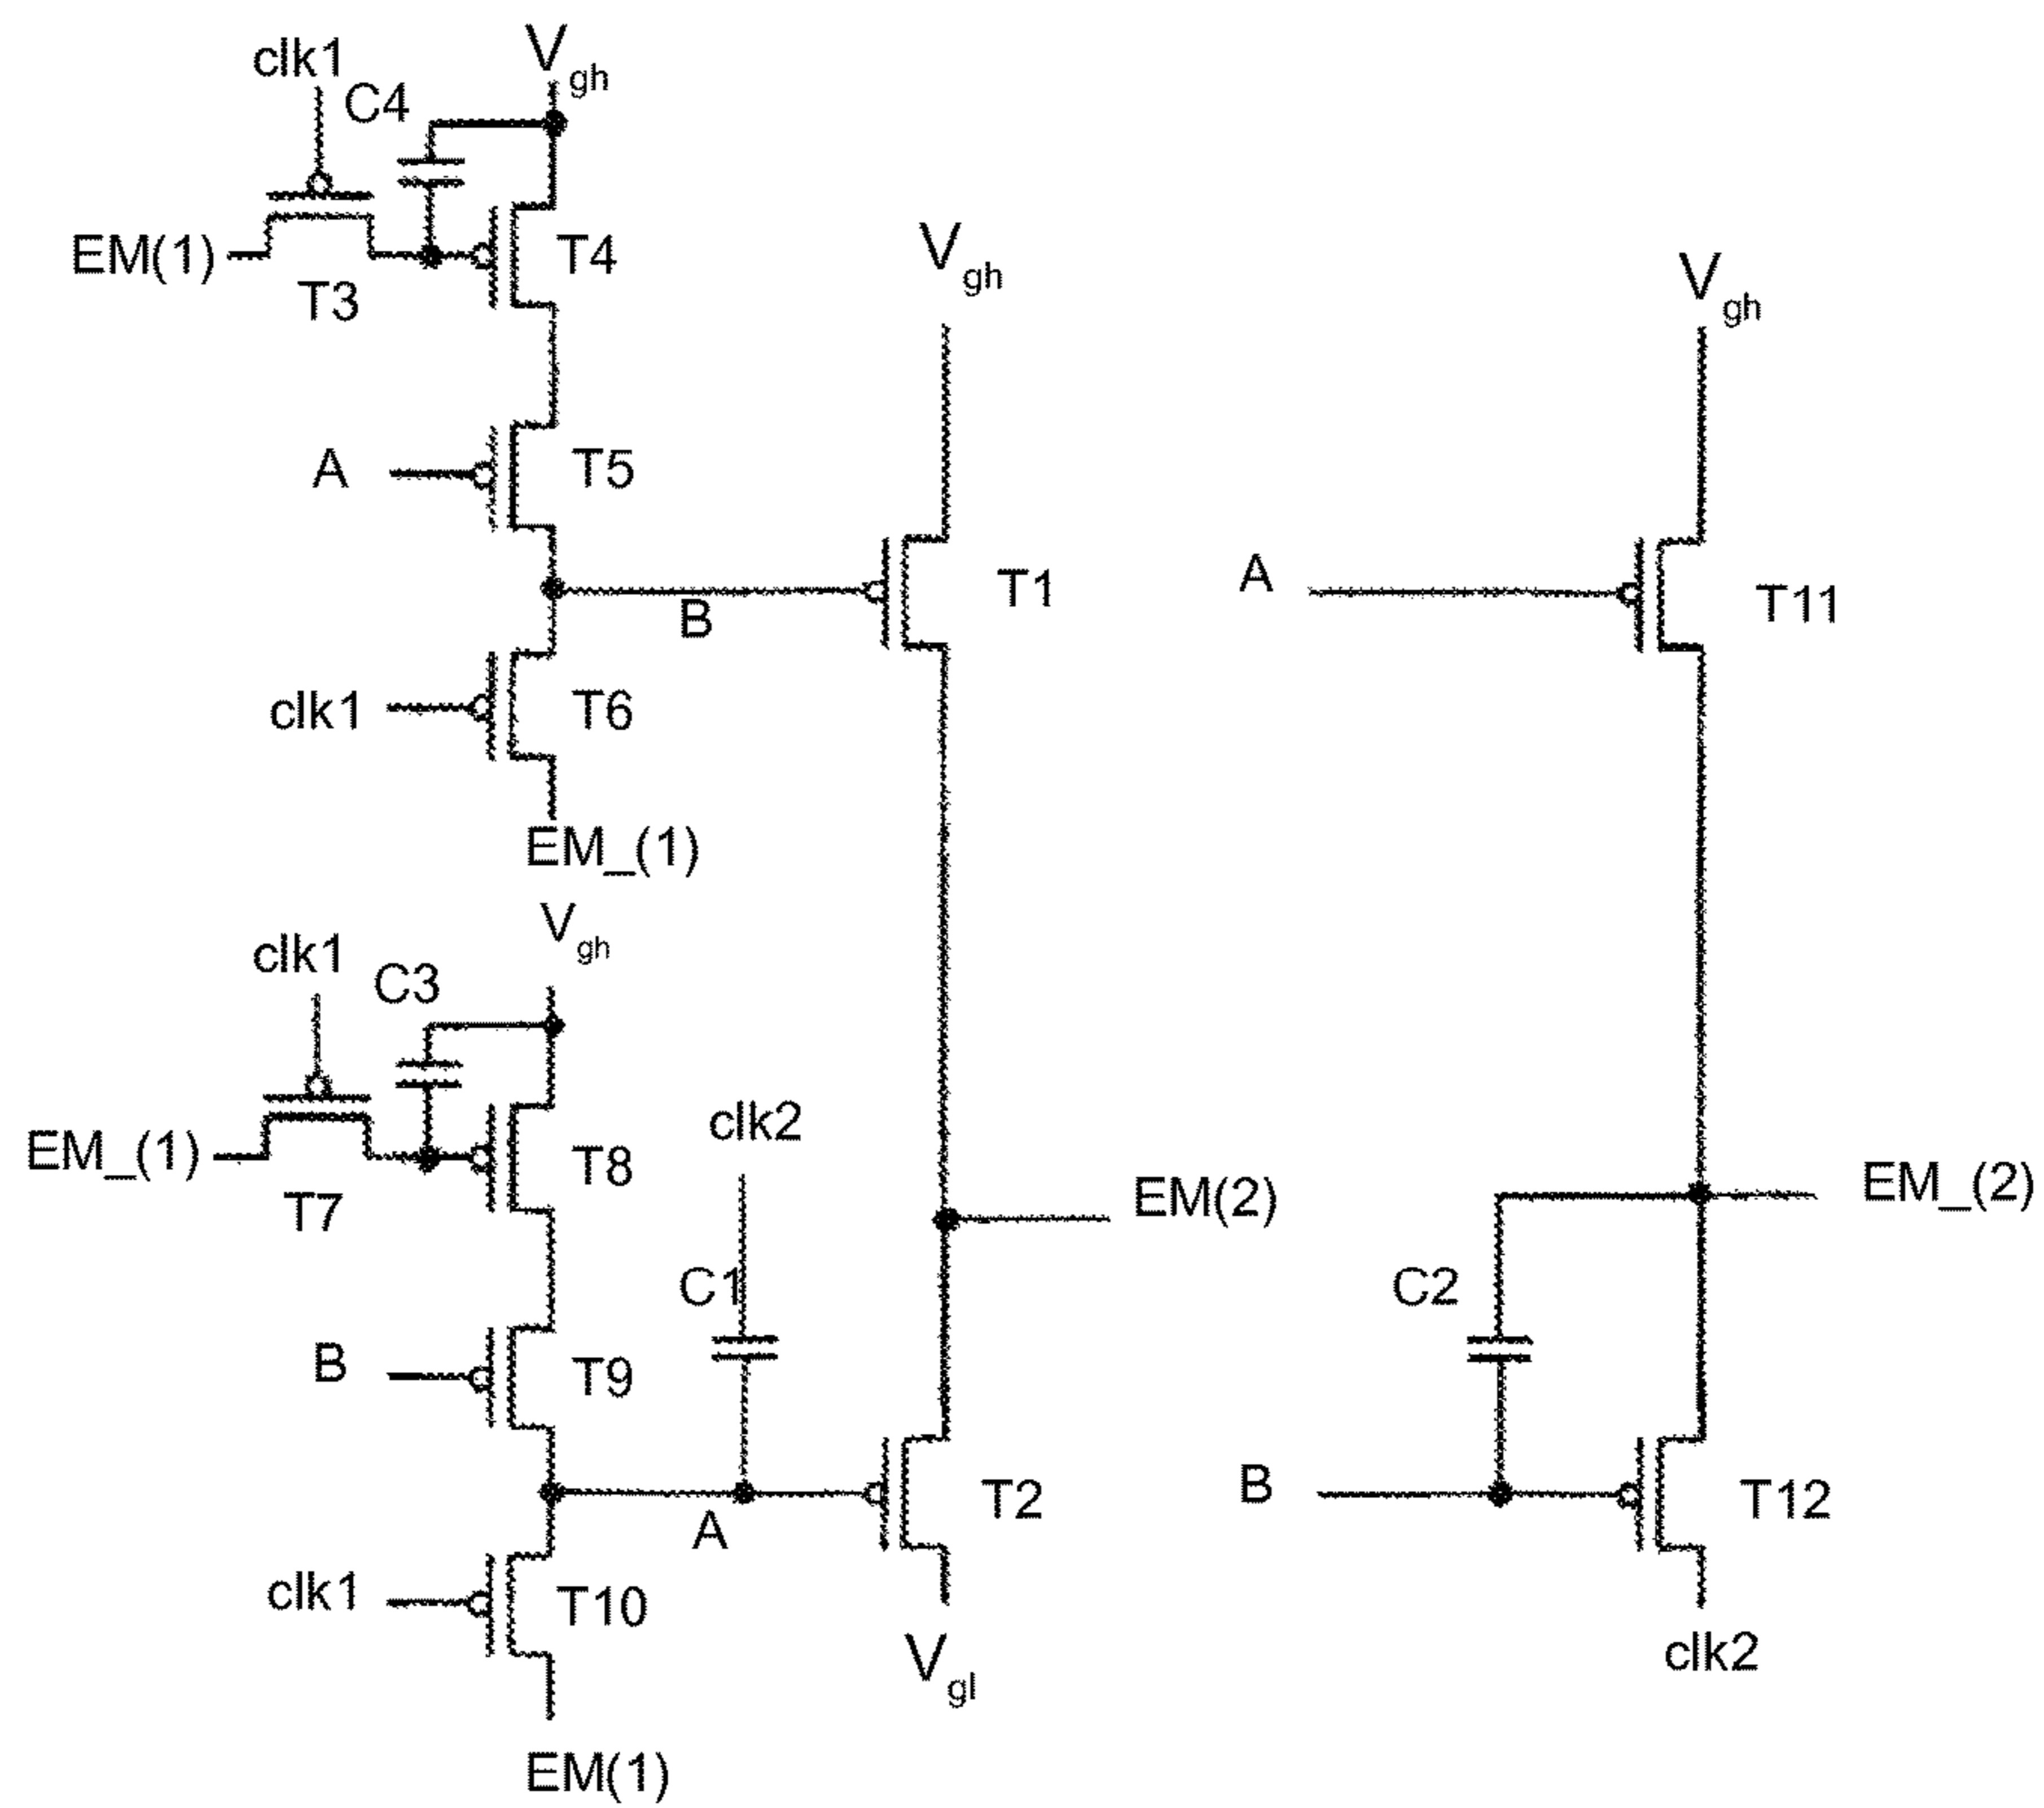 clk1
Vgh
C4
EM(1)
T3
T4
Vgh
Vgh
A
T5
B
T1
A
T11
clk1
T6
EM_(1)
Vgh
clk1
C3
EM_(1)
T7
T8
clk2
EM(2)
EM_(2)
C1
C2
B
T9
A
T2
B
T12
clk1
T10
Vgl
clk2
EM(1)